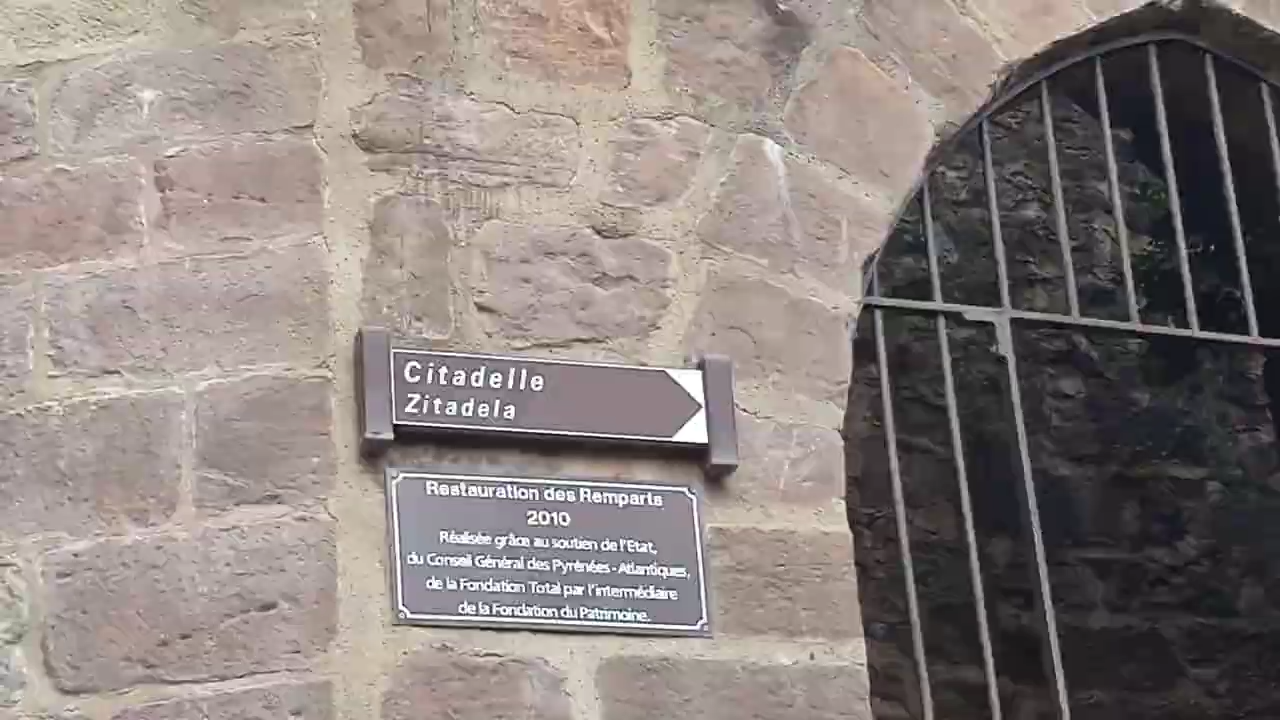 Citadelle
Zitadela
Restauration des Remparts
2010
Réalisée grâce au soutien de l'Etat,
du Conseil Général des Pyrénées - Atlantiques,
de la Fondation Total par l'intermédiaire
de la Fondation du Patrimoine.